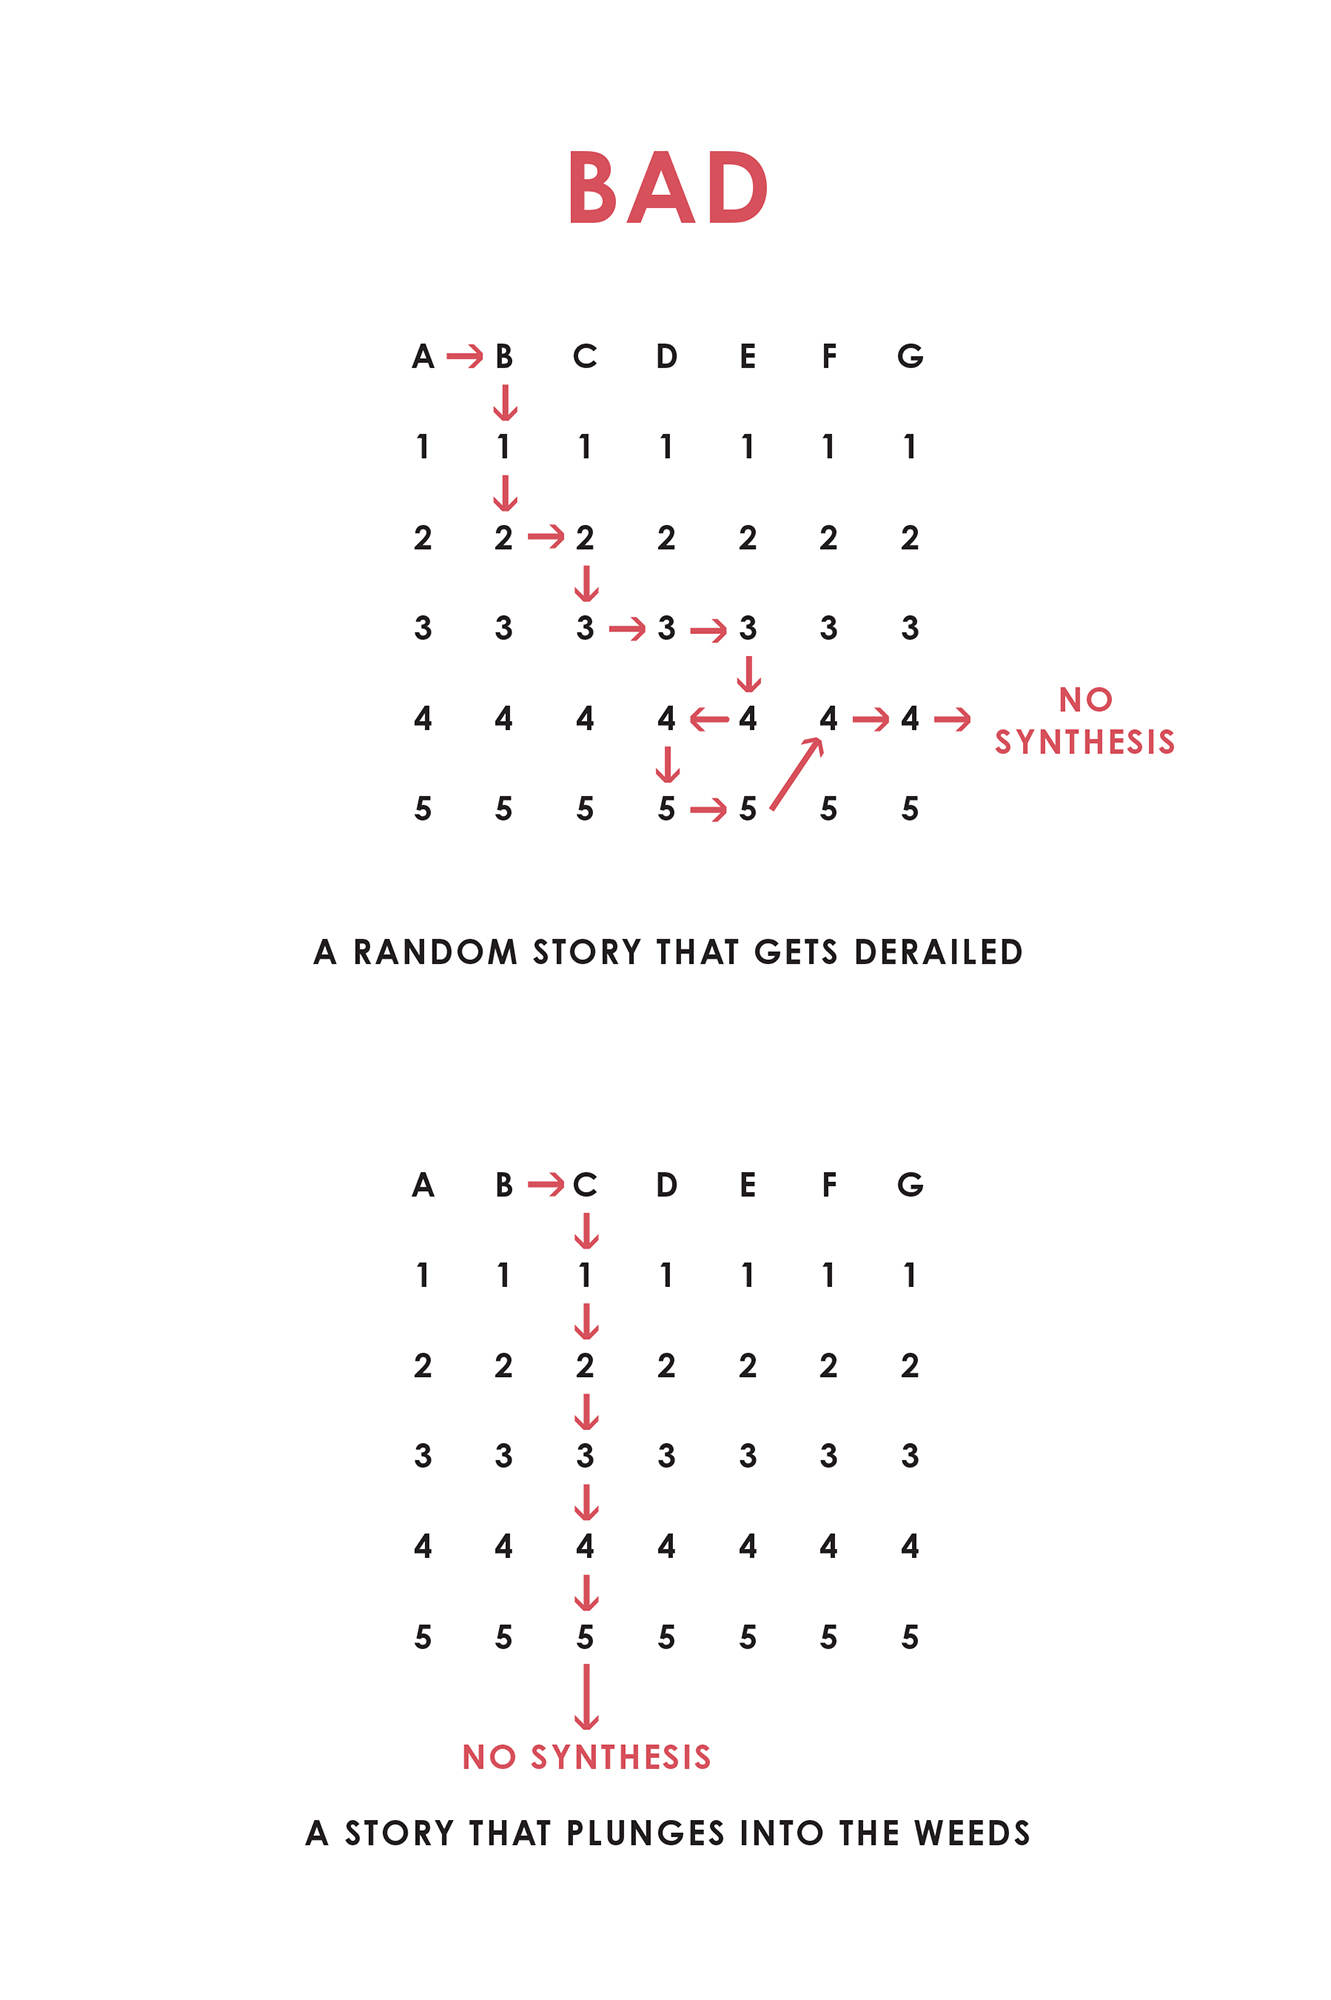 BAD
A → B C D E F G
↓
1 1 1 1 1 1 1
↓
2 2 → 2 2 2 2 2
↓
3 3 3 → 3 → 3 3 3
↓
NO
4 4 4 4 ← 4 4 → 4 →
SYNTHESIS
↓ ↗
5 5 5 5 → 5 5 5
A RANDOM STORY THAT GETS DERAILED
A B → C D E F G
↓
1 1 1 1 1 1 1
↓
2 2 2 2 2 2 2
↓
3 3 3 3 3 3 3
↓
4 4 4 4 4 4 4
↓
5 5 5 5 5 5 5
↓
NO SYNTHESIS
A STORY THAT PLUNGES INTO THE WEEDS